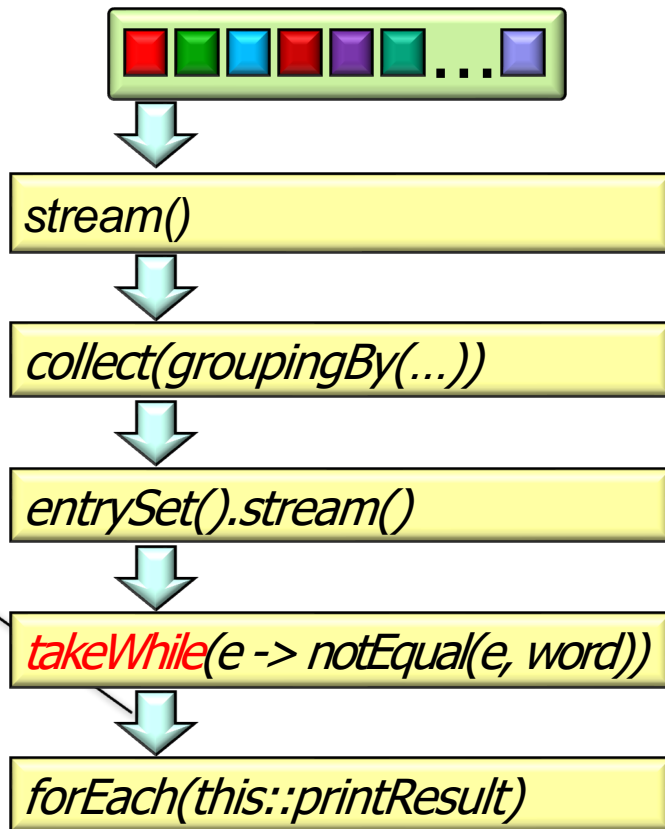 ...
stream()
collect(groupingBy(...))
entrySet().stream()
takeWhile(e -> notEqual(e, word))
forEach(this::printResult)